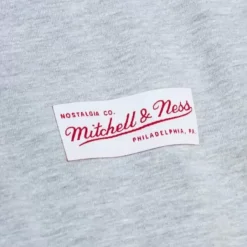 NOSTALGIA CO.
Mitchell & Ness
PHILADELPHIA, PA.